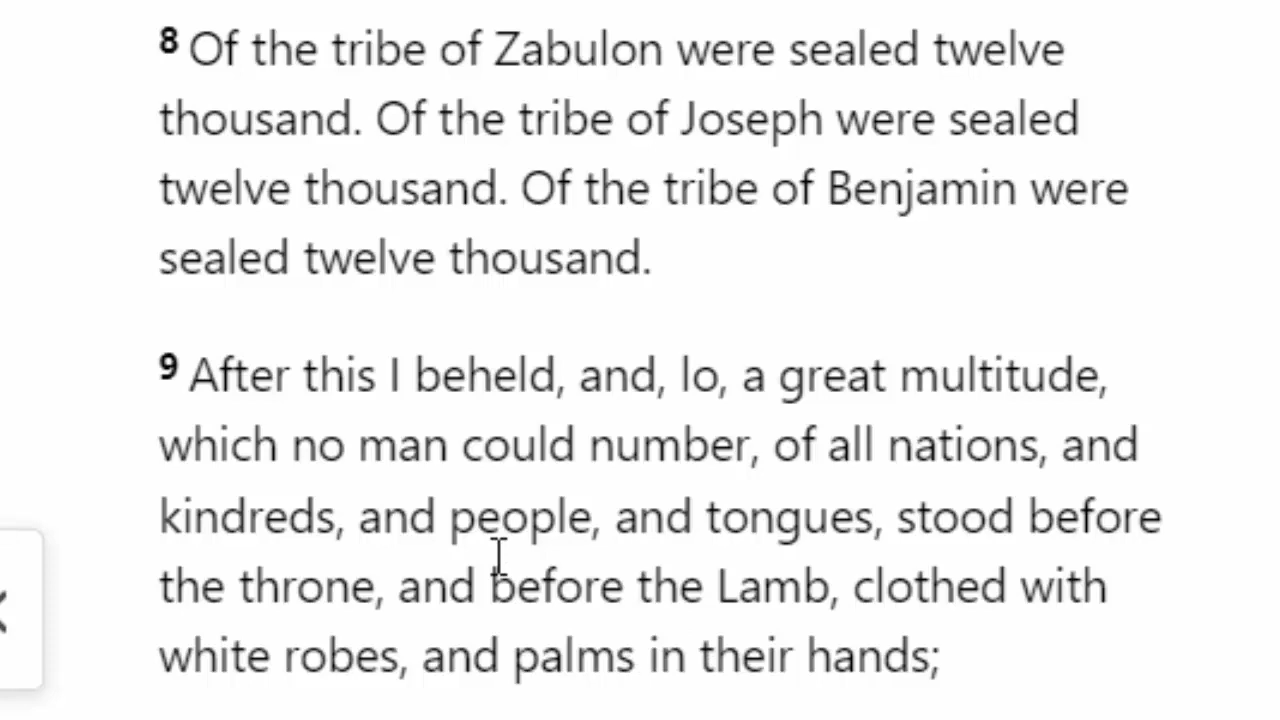 8 Of the tribe of Zabulon were sealed twelve
thousand. Of the tribe of Joseph were sealed
twelve thousand. Of the tribe of Benjamin were
sealed twelve thousand.
9 After this I beheld, and, lo, a great multitude,
which no man could number, of all nations, and
kindreds, and people, and tongues, stood before
the throne, and before the Lamb, clothed with
white robes, and palms in their hands;